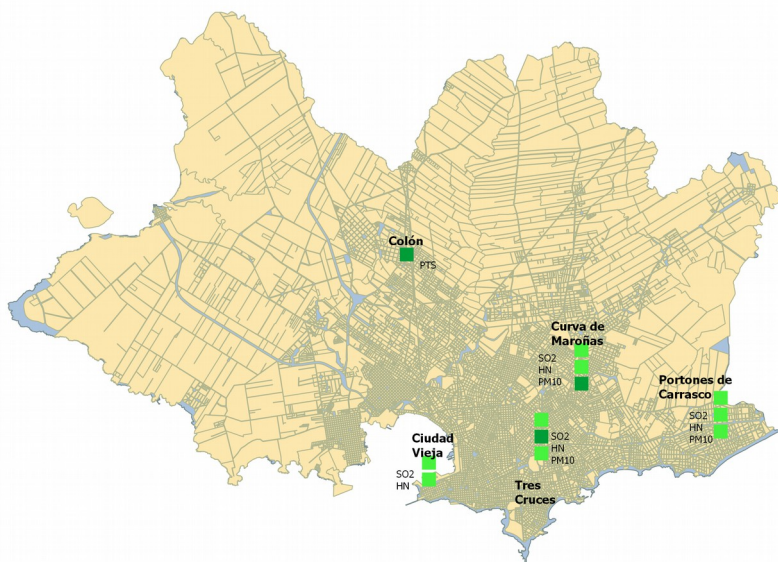 Colón
PTS
Curva de
Maroñas
SO2
HN
PM10
Portones de
Carrasco
SO2
HN
PM10
SO2
HN
PM10
Tres
Cruces
Ciudad
Vieja
SO2
HN